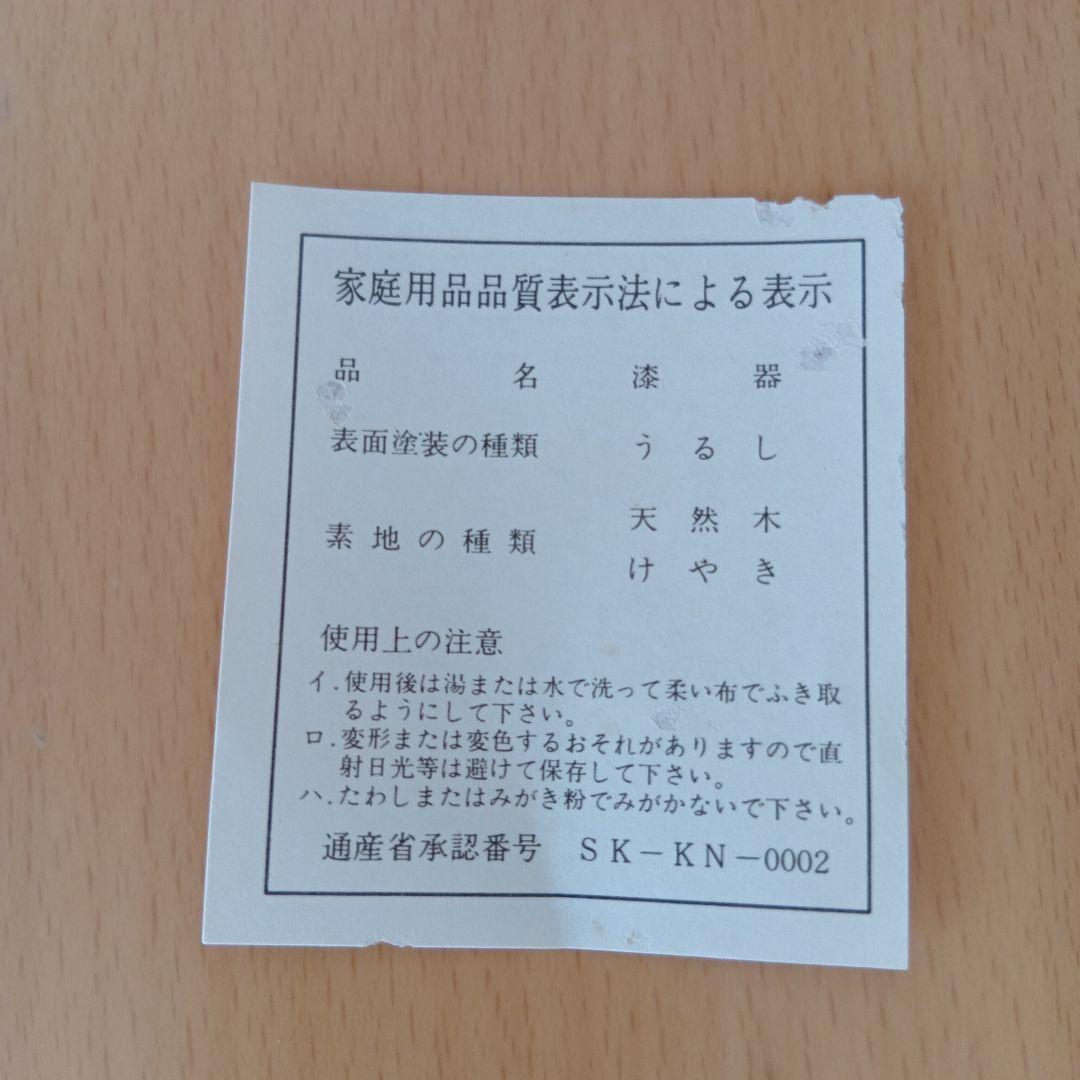 家庭用品品質表示法による表示
品名 漆器
表面塗装の種類 うるし
素地の種類 天然木
けやき
使用上の注意
イ.使用後は湯または水で洗って柔い布でふき取
るようにして下さい。
ロ.変形または変色するおそれがありますので直
射日光等は避けて保存して下さい。
ハ.たわしまたはみがき粉でみがかないで下さい。
通産省承認番号 SK-KN-0002